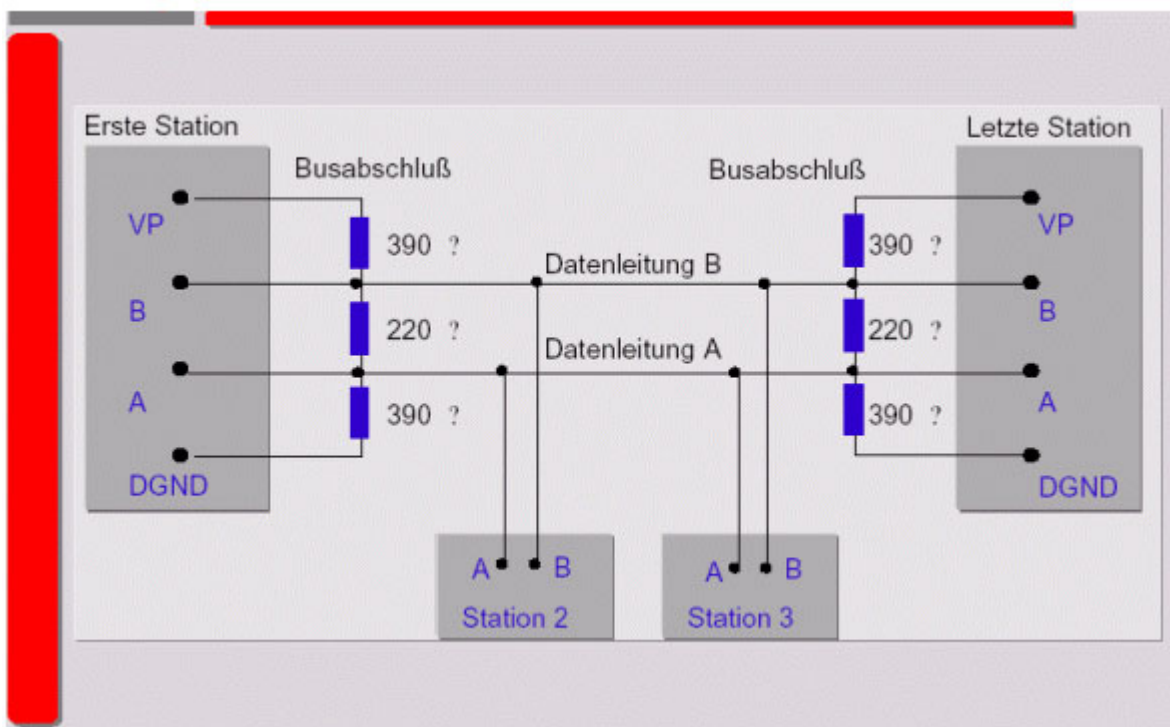 Erste Station
Letzte Station
Busabschluß
Busabschluß
VP
390 ?
390 ?
VP
Datenleitung B
B
220 ?
220 ?
B
Datenleitung A
A
390 ?
390 ?
A
DGND
DGND
A B
A B
Station 2
Station 3